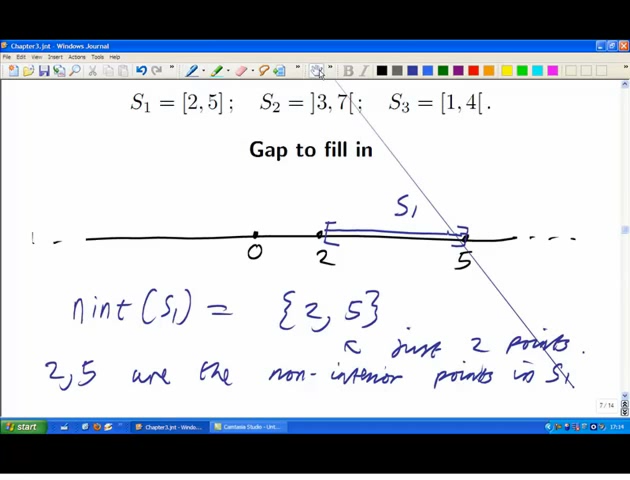 Chapter3.jnt - Windows Journal
File Edit View Insert Actions Tools Help
B I
S₁ = [2, 5] ; S₂ = ]3, 7[ ; S₃ = [1, 4[ .
Gap to fill in
S₁
0 2 5
nint(S₁) = {2, 5}
↖ just 2 points.
2,5 are the non-interior points in S₁
7 / 14
start Chapter3.jnt - Windo... Camtasia Studio - Unt... 17:14